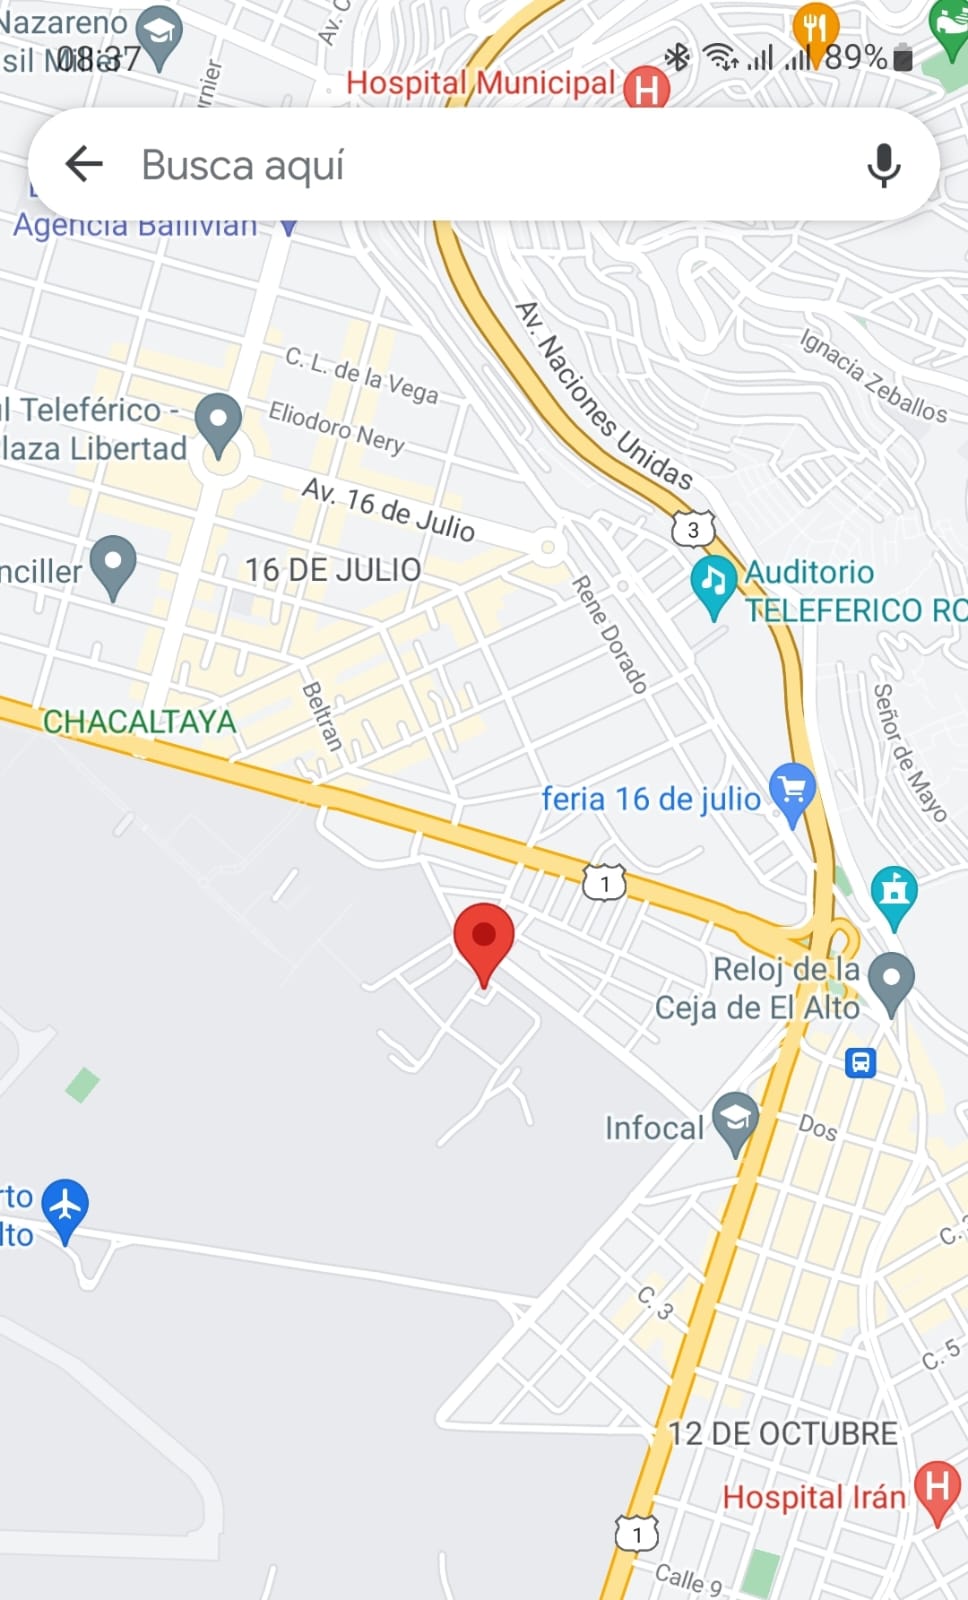 Nazareno
sil Millier
08:37
89%
Av. C
Hospital Municipal
H
Busca aquí
Agencia Ballivian
C. L. de la Vega
Eliodoro Nery
Av. Naciones Unidas
Ignacia Zeballos
l Teleférico -
laza Libertad
Av. 16 de Julio
3
nciller
16 DE JULIO
Auditorio
TELEFERICO RO
Rene Dorado
Beltran
Señor de Mayo
CHACALTAYA
feria 16 de julio
1
Reloj de la
Ceja de El Alto
Infocal
Dos
rto
lto
C. 3
C. 5
12 DE OCTUBRE
Hospital Irán
H
1
Calle 9